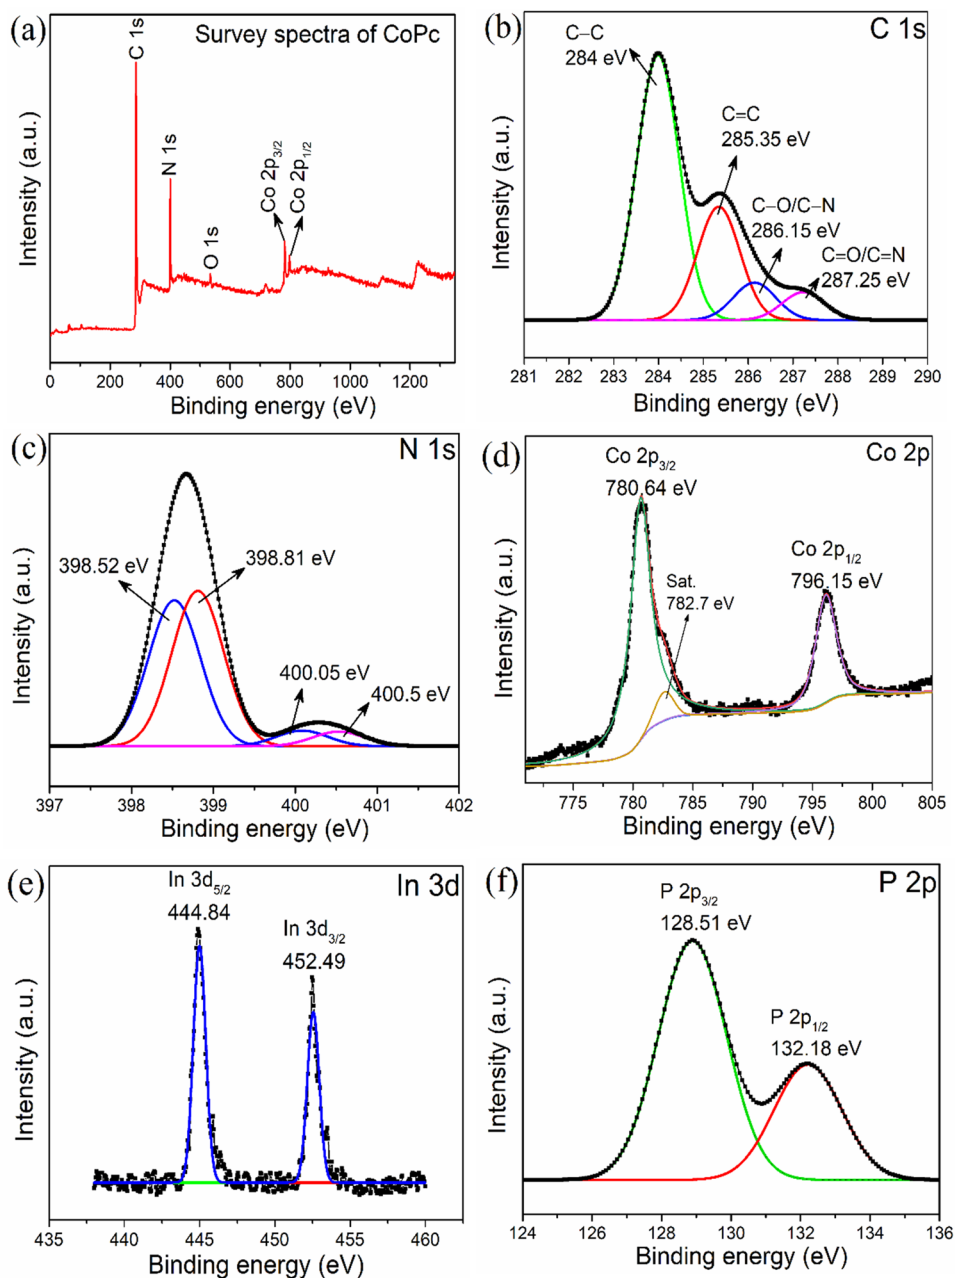 (a)
Survey spectra of CoPc
C 1s
N 1s
O 1s
Co 2p3/2
Co 2p1/2
Intensity (a.u.)
0 200 400 600 800 1000 1200
Binding energy (eV)
(b)
C 1s
C–C
284 eV
C=C
285.35 eV
C–O/C–N
286.15 eV
C=O/C=N
287.25 eV
Intensity (a.u.)
281 282 283 284 285 286 287 288 289 290
Binding energy (eV)
(c)
N 1s
398.52 eV
398.81 eV
400.05 eV
400.5 eV
Intensity (a.u.)
397 398 399 400 401 402
Binding energy (eV)
(d)
Co 2p
Co 2p3/2
780.64 eV
Sat.
782.7 eV
Co 2p1/2
796.15 eV
Intensity (a.u.)
775 780 785 790 795 800 805
Binding energy (eV)
(e)
In 3d
In 3d5/2
444.84
In 3d3/2
452.49
Intensity (a.u.)
435 440 445 450 455 460
Binding energy (eV)
(f)
P 2p
P 2p3/2
128.51 eV
P 2p1/2
132.18 eV
Intensity (a.u.)
124 126 128 130 132 134 136
Binding energy (eV)